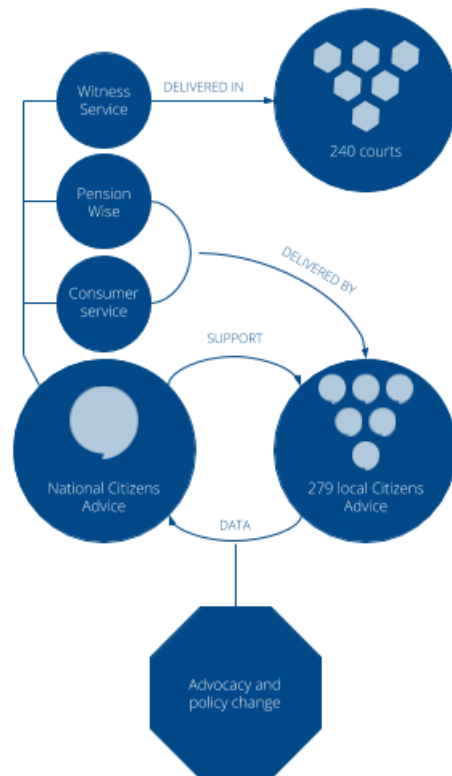 Witness
Service
DELIVERED IN
240 courts
Pension
Wise
Consumer
service
DELIVERED BY
SUPPORT
National Citizens
Advice
279 local Citizens
Advice
DATA
Advocacy and
policy change